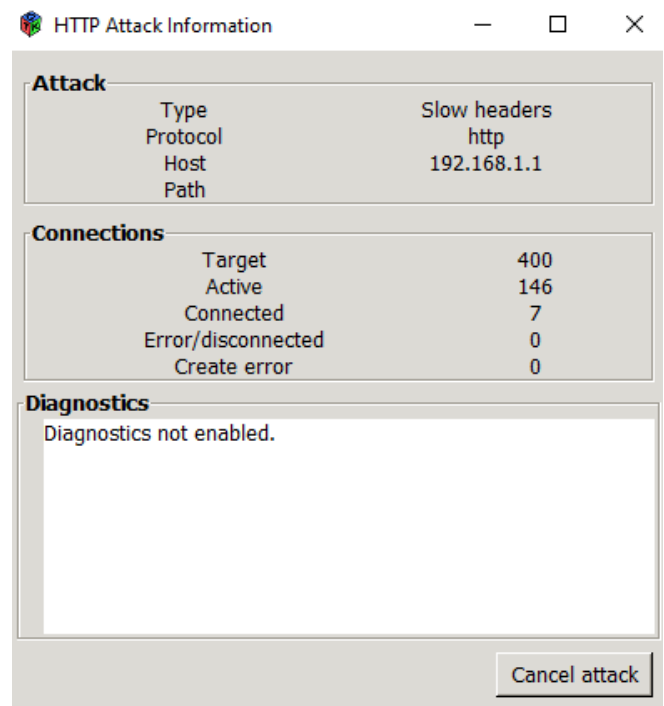 HTTP Attack Information
Attack
Type Slow headers
Protocol http
Host 192.168.1.1
Path
Connections
Target 400
Active 146
Connected 7
Error/disconnected 0
Create error 0
Diagnostics
Diagnostics not enabled.
Cancel attack